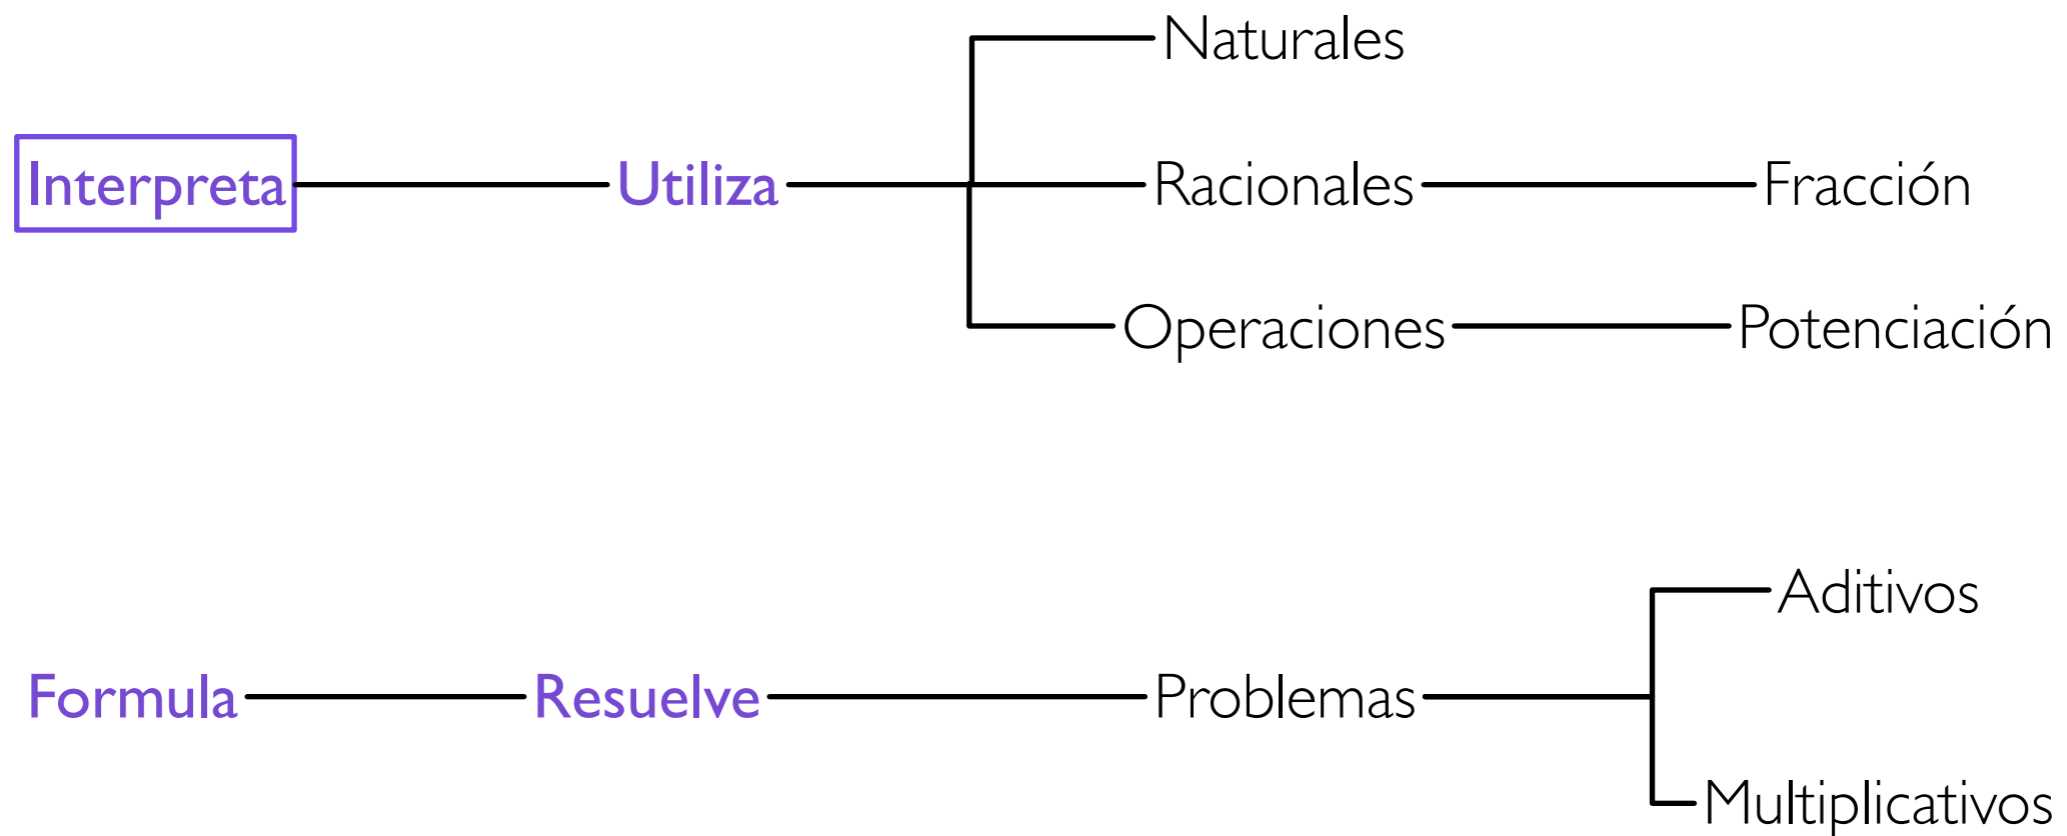 Naturales
Interpreta Utiliza Racionales Fracción
Operaciones Potenciación
Aditivos
Formula Resuelve Problemas
Multiplicativos